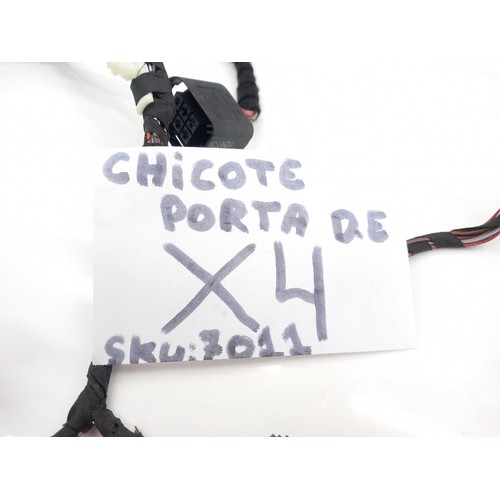 CHiCOTE
PORTA DE
X4
SKU:7011